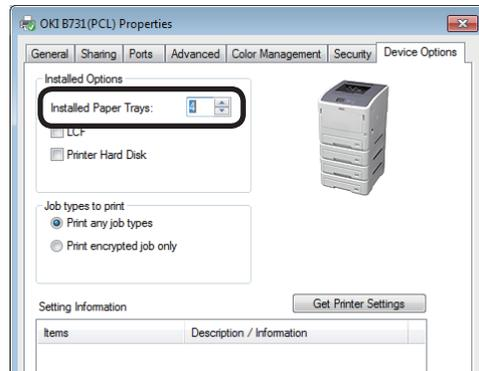 OKI B731(PCL) Properties
General Sharing Ports Advanced Color Management Security Device Options
Installed Options
Installed Paper Trays: 4
LCF
Printer Hard Disk
Job types to print
Print any job types
Print encrypted job only
Setting Information Get Printer Settings
Items Description / Information